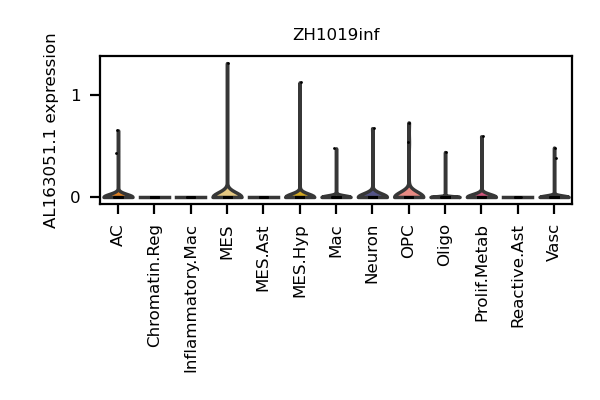 ZH1019inf
AL163051.1 expression
1
0
AC
Chromatin.Reg
Inflammatory.Mac
MES
MES.Ast
MES.Hyp
Mac
Neuron
OPC
Oligo
Prolif.Metab
Reactive.Ast
Vasc